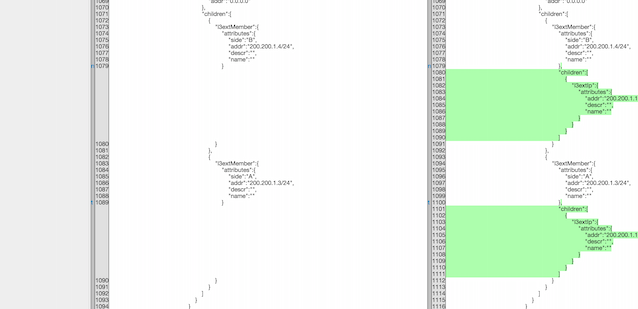 1069
addr":"0.0.0.0"
1070 },
1071 "children":[
1072 {
1073 "l3extMember":{
1074 "attributes":{
1075 "side":"B",
1076 "addr":"200.200.1.4/24",
1077 "descr":"",
1078 "name":""
1079 }
1080 }
1081 },
1082 {
1083 "l3extMember":{
1084 "attributes":{
1085 "side":"A",
1086 "addr":"200.200.1.3/24",
1087 "descr":"",
1088 "name":""
1089 }
1090 }
1091 }
1092 ]
1093 }
1094 }
1069
addr":"0.0.0.0"
1070 },
1071 "children":[
1072 {
1073 "l3extMember":{
1074 "attributes":{
1075 "side":"B",
1076 "addr":"200.200.1.4/24",
1077 "descr":"",
1078 "name":""
1079 },
1080 "children":[
1081 {
1082 "l3extIp":{
1083 "attributes":{
1084 "addr":"200.200.1.1
1085 "descr":"",
1086 "name":""
1087 }
1088 }
1089 }
1090 ]
1091 }
1092 },
1093 {
1094 "l3extMember":{
1095 "attributes":{
1096 "side":"A",
1097 "addr":"200.200.1.3/24",
1098 "descr":"",
1099 "name":""
1100 },
1101 "children":[
1102 {
1103 "l3extIp":{
1104 "attributes":{
1105 "addr":"200.200.1.1
1106 "descr":"",
1107 "name":""
1108 }
1109 }
1110 }
1111 ]
1112 }
1113 }
1114 ]
1115 }
1116 }